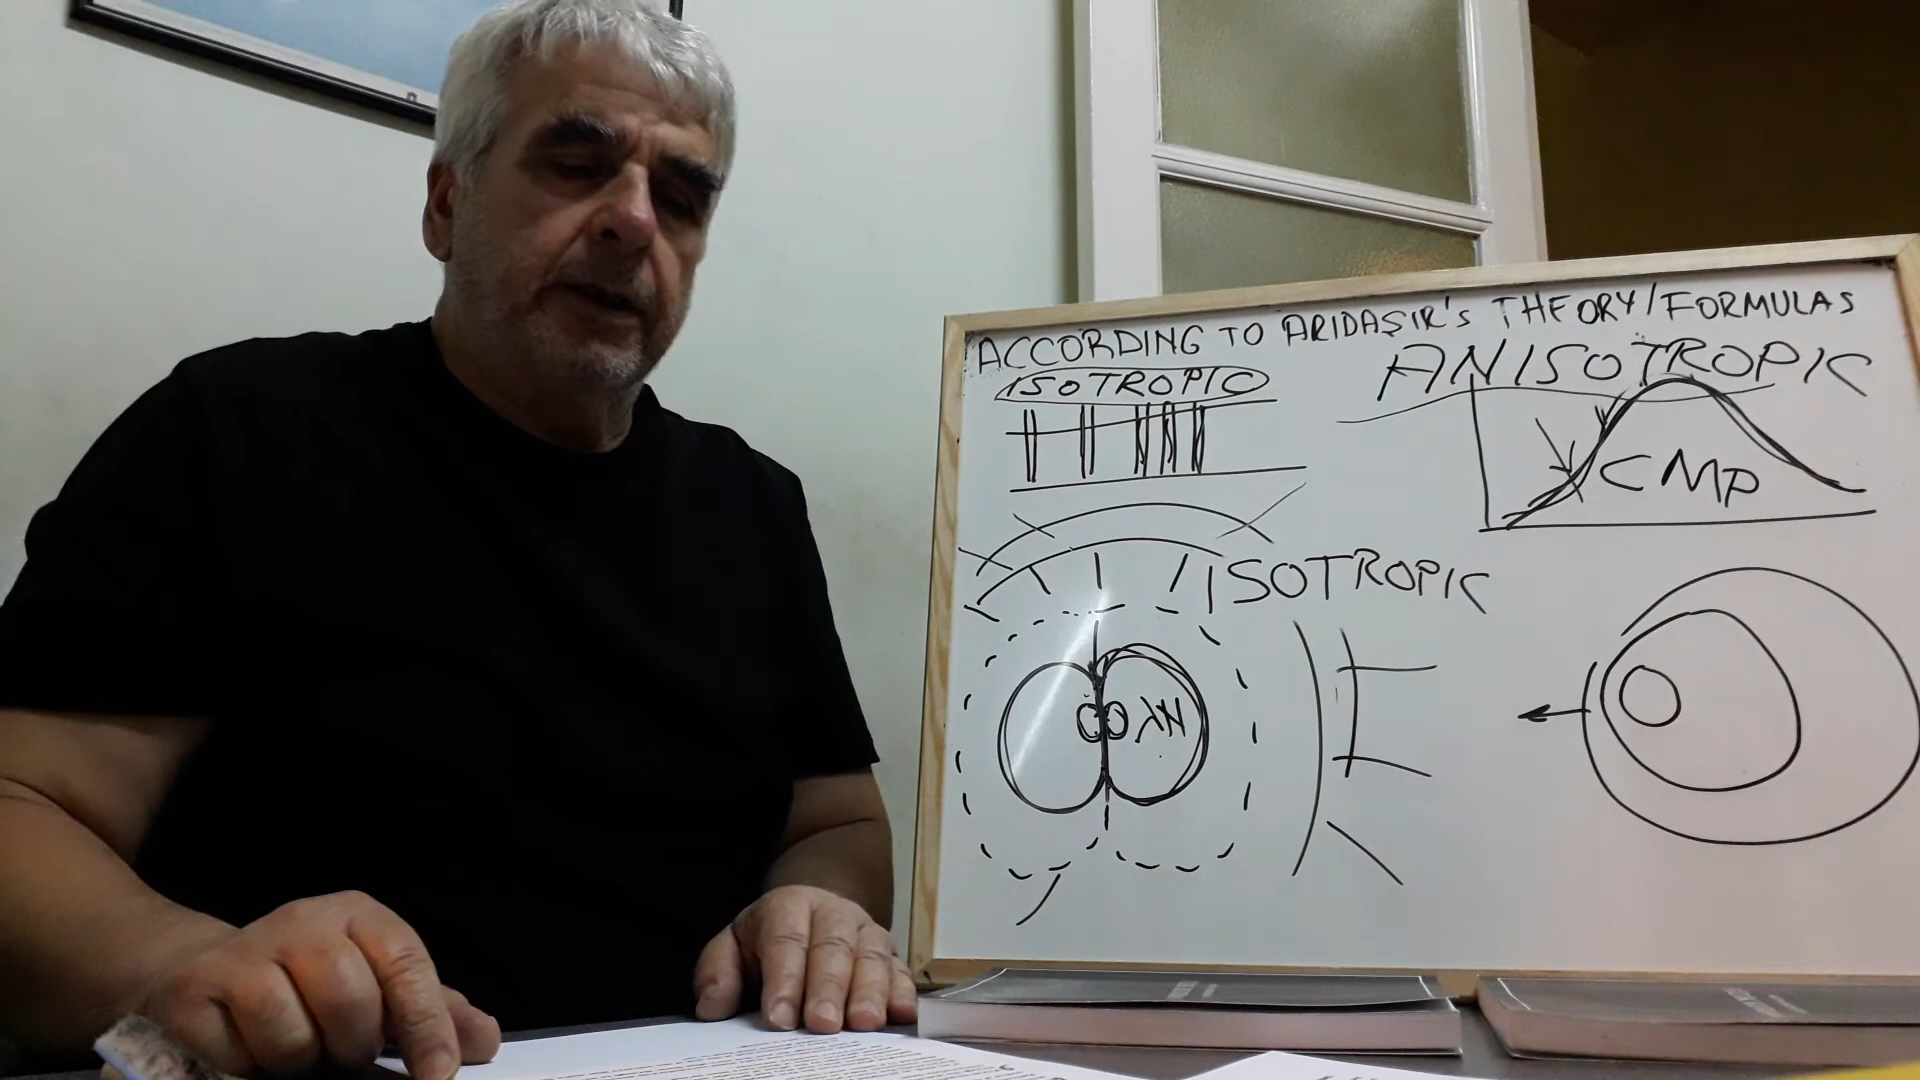 ACCORDING TO ARIDAŞIR'S THEORY/FORMULAS
ISOTROPIC
ANISOTROPIC
CMP
ISOTROPIC